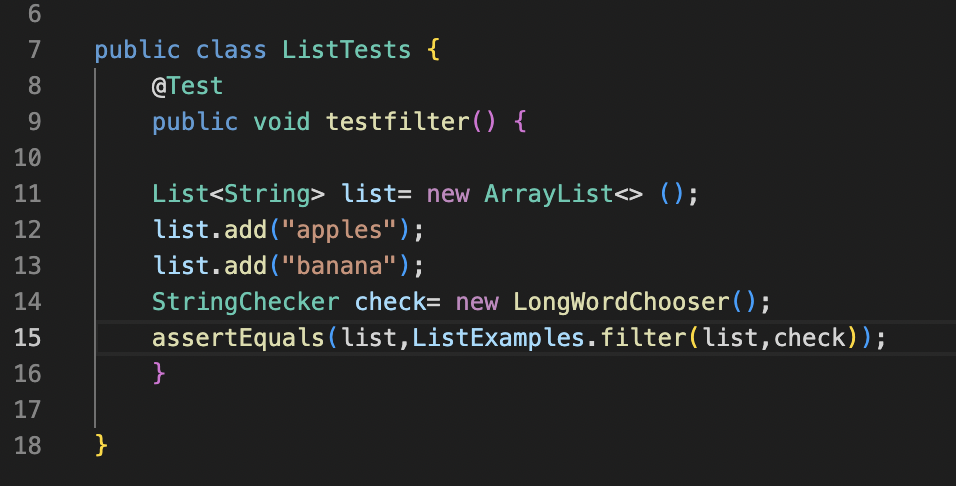 6
7 public class ListTests {
8 @Test
9 public void testfilter() {
10
11 List<String> list= new ArrayList<> ();
12 list.add("apples");
13 list.add("banana");
14 StringChecker check= new LongWordChooser();
15 assertEquals(list,ListExamples.filter(list,check));
16 }
17
18 }